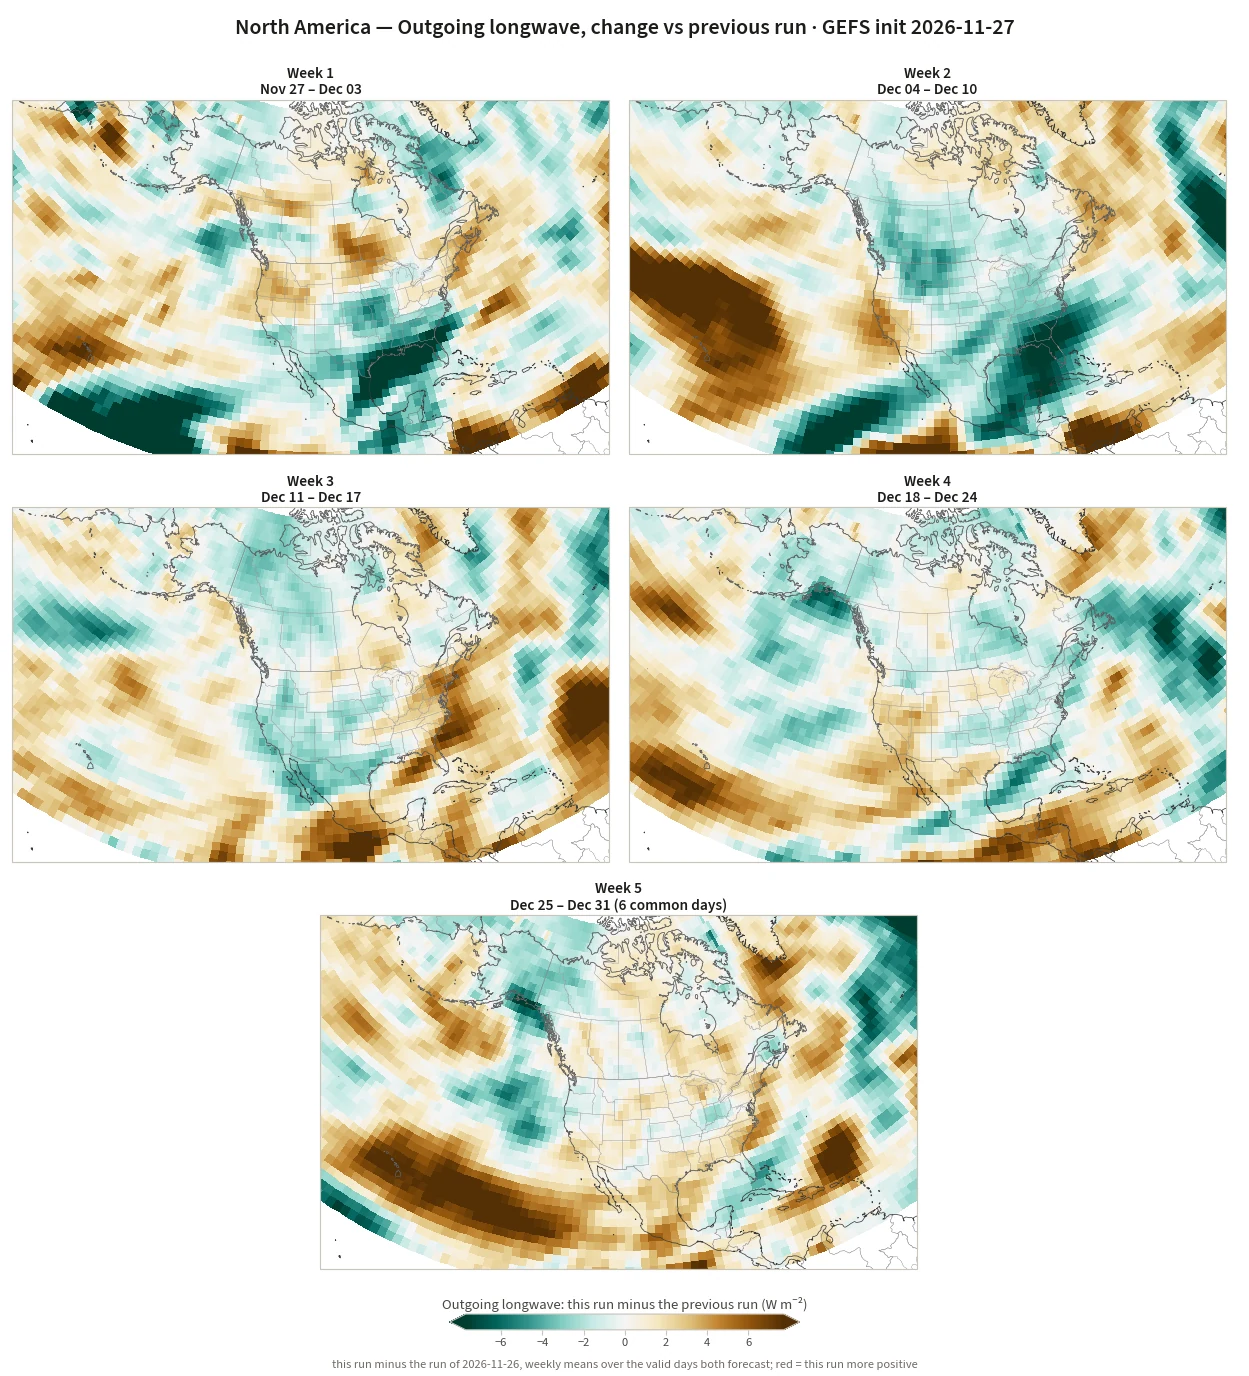 North America — Outgoing longwave, change vs previous run · GEFS init 2026-11-27
Week 1
Nov 27 – Dec 03
Week 2
Dec 04 – Dec 10
Week 3
Dec 11 – Dec 17
Week 4
Dec 18 – Dec 24
Week 5
Dec 25 – Dec 31 (6 common days)
Outgoing longwave: this run minus the previous run (W m⁻²)
−6 −4 −2 0 2 4 6
this run minus the run of 2026-11-26, weekly means over the valid days both forecast; red = this run more positive